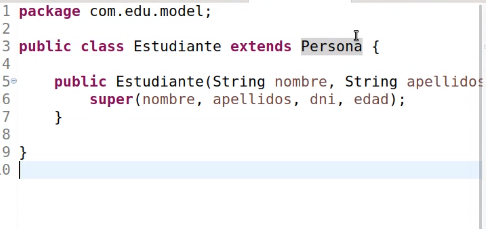 1 package com.edu.model;
2
3 public class Estudiante extends Persona {
4
5 public Estudiante(String nombre, String apellidos
6 super(nombre, apellidos, dni, edad);
7 }
8
9 }
10